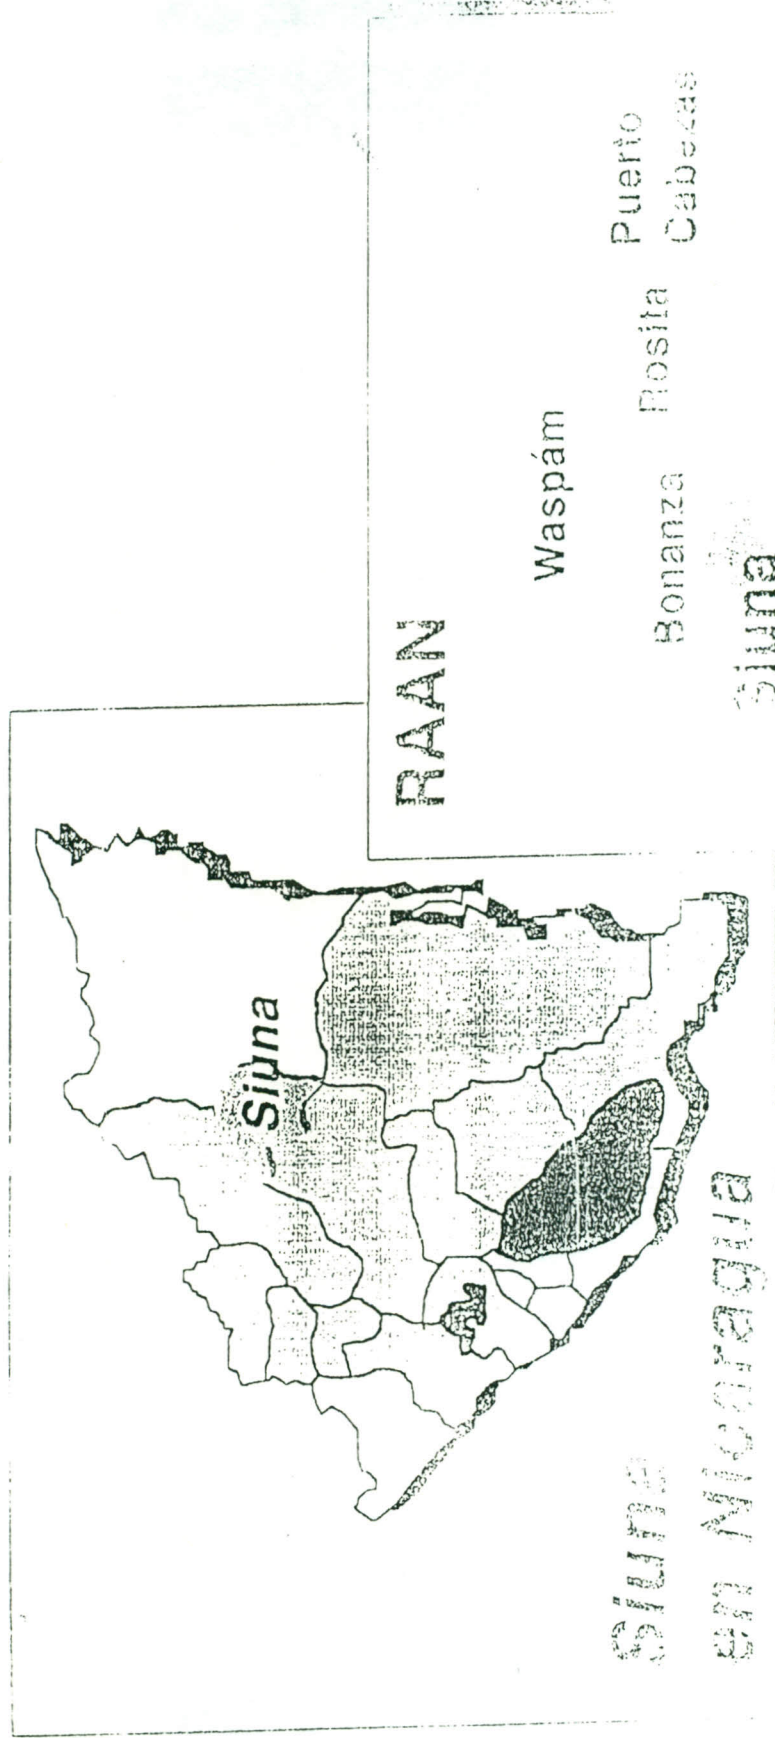 Siuna
Siuna
en Nicaragua
RAAN
Waspám
Puerto
Cabezas
Rosita
Bonanza
Siuna